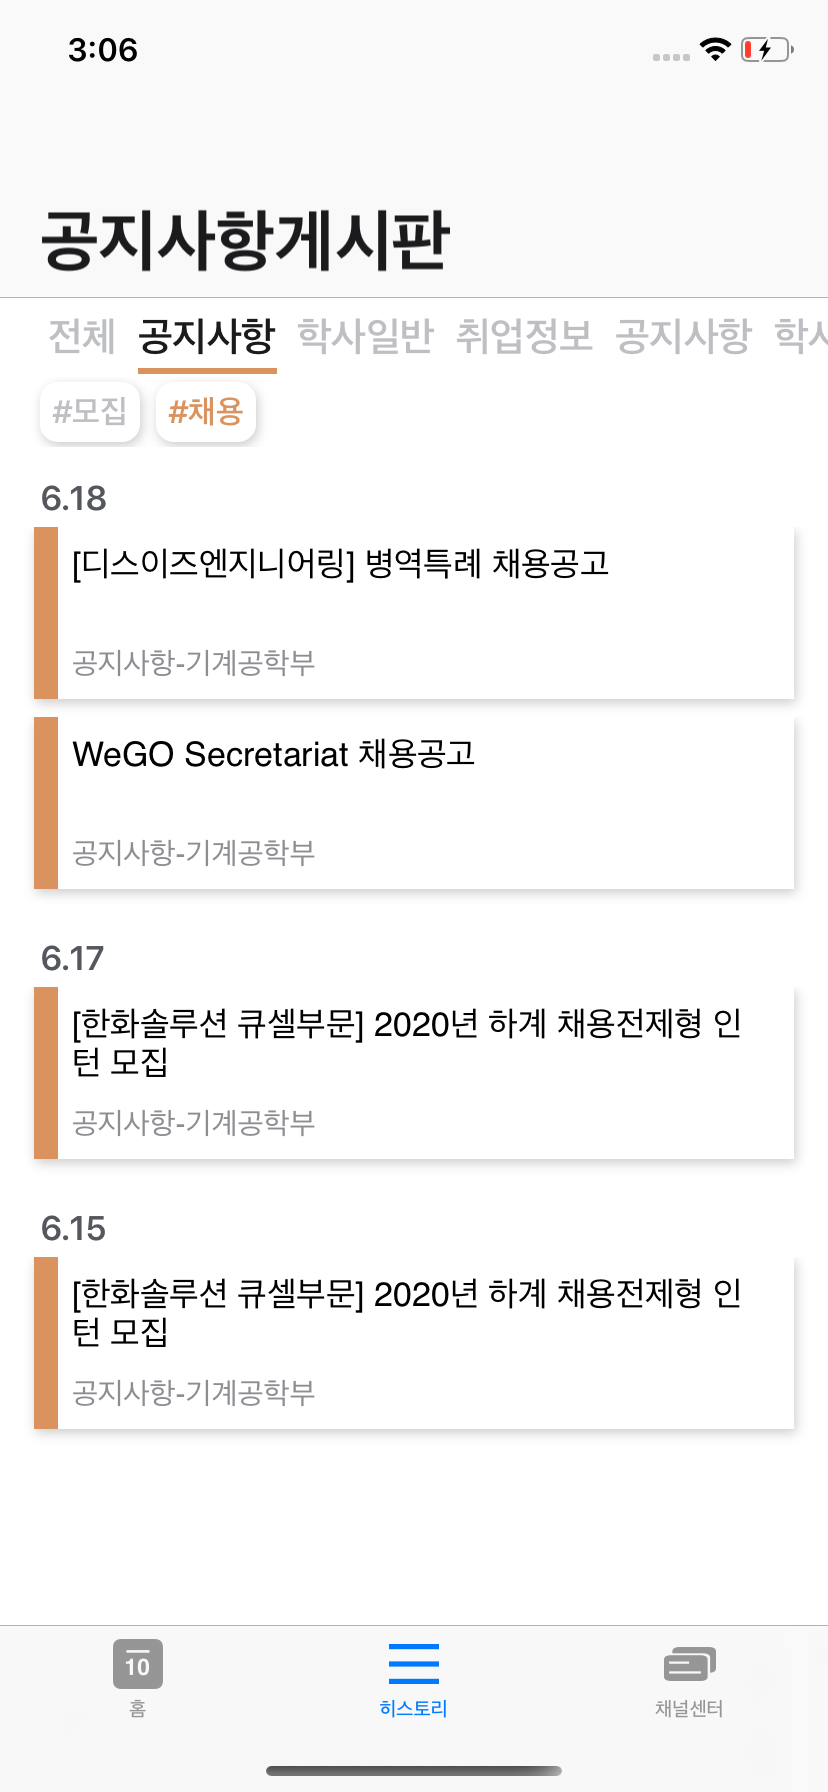 3:06
공지사항게시판
전체 공지사항 학사일반 취업정보 공지사항 학사
#모집 #채용
6.18
[디스이즈엔지니어링] 병역특례 채용공고
공지사항-기계공학부
WeGO Secretariat 채용공고
공지사항-기계공학부
6.17
[한화솔루션 큐셀부문] 2020년 하계 채용전제형 인
턴 모집
공지사항-기계공학부
6.15
[한화솔루션 큐셀부문] 2020년 하계 채용전제형 인
턴 모집
공지사항-기계공학부
10
홈 히스토리 채널센터